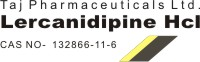 Taj Pharmaceuticals Ltd.
Lercanidipine Hcl
CAS NO- 132866-11-6